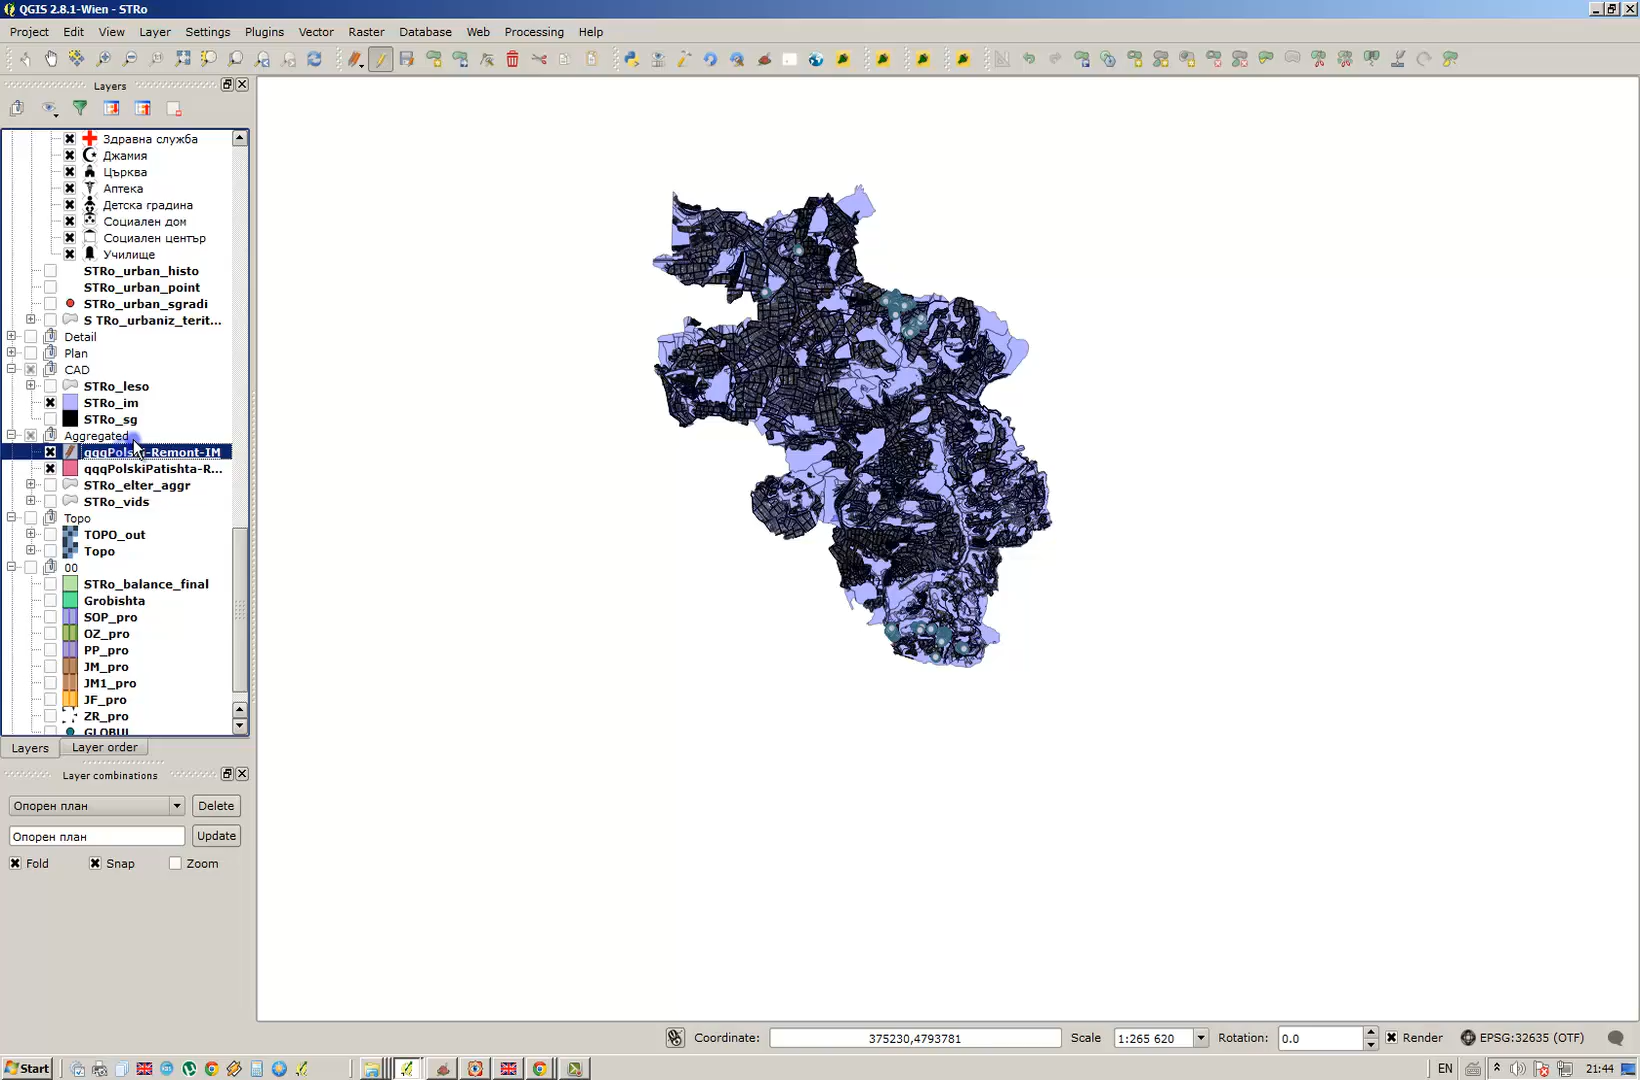 QGIS 2.8.1-Wien - STRo
Project Edit View Layer Settings Plugins Vector Raster Database Web Processing Help
Layers
Здравна служба
Джамия
Църква
Аптека
Детска градина
Социален дом
Социален център
Училище
STRo_urban_histo
STRo_urban_point
STRo_urban_sgradi
S TRo_urbaniz_terit...
Detail
Plan
CAD
STRo_leso
STRo_im
STRo_sg
Aggregated
qqqPolski-Remont-IM
qqqPolskiPatishta-R...
STRo_elter_aggr
STRo_vids
Topo
TOPO_out
Topo
00
STRo_balance_final
Grobishta
SOP_pro
OZ_pro
PP_pro
JM_pro
JM1_pro
JF_pro
ZR_pro
GLOBUL
Layers Layer order
Layer combinations
Опорен план Delete
Опорен план Update
Fold Snap Zoom
Coordinate: 375230,4793781 Scale 1:265 620 Rotation: 0.0 Render EPSG:32635 (OTF)
Start EN 21:44